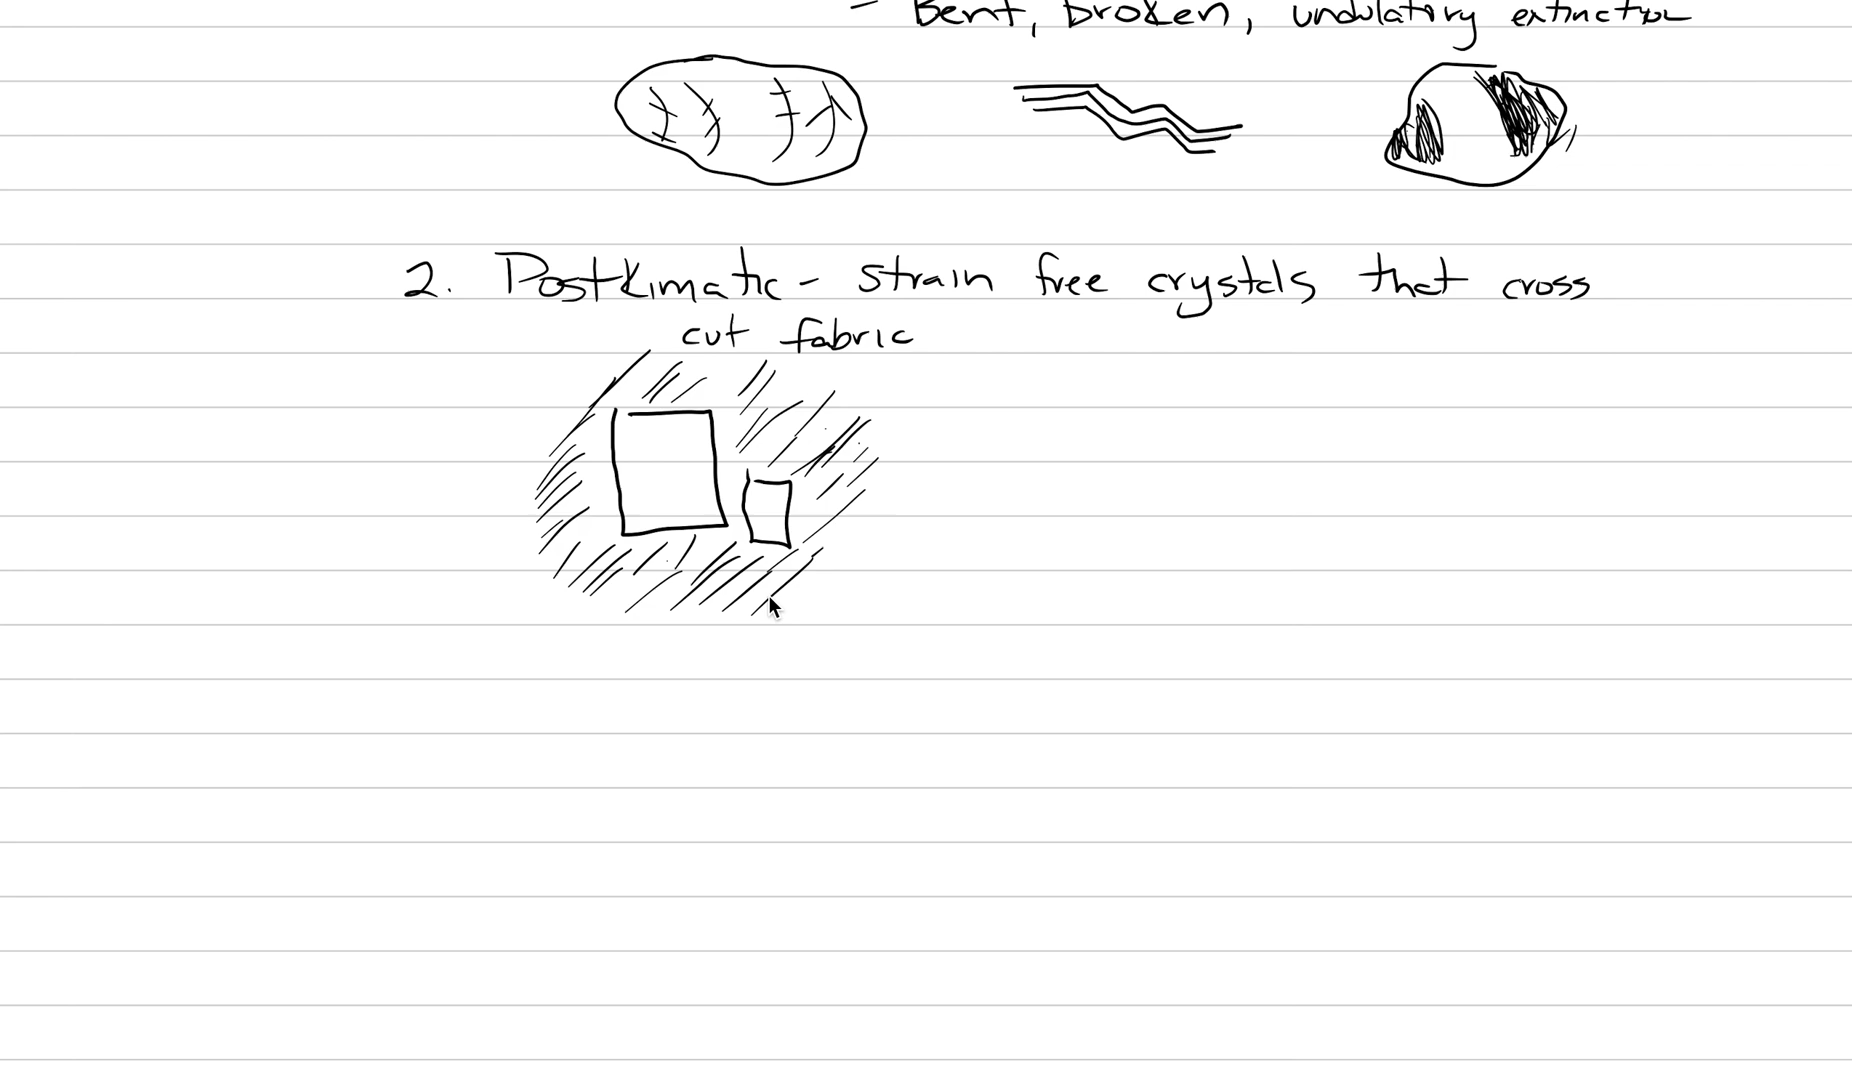 - Bent, broken, undulatory extinction
2. Postkimatic - strain free crystals that cross
cut fabric